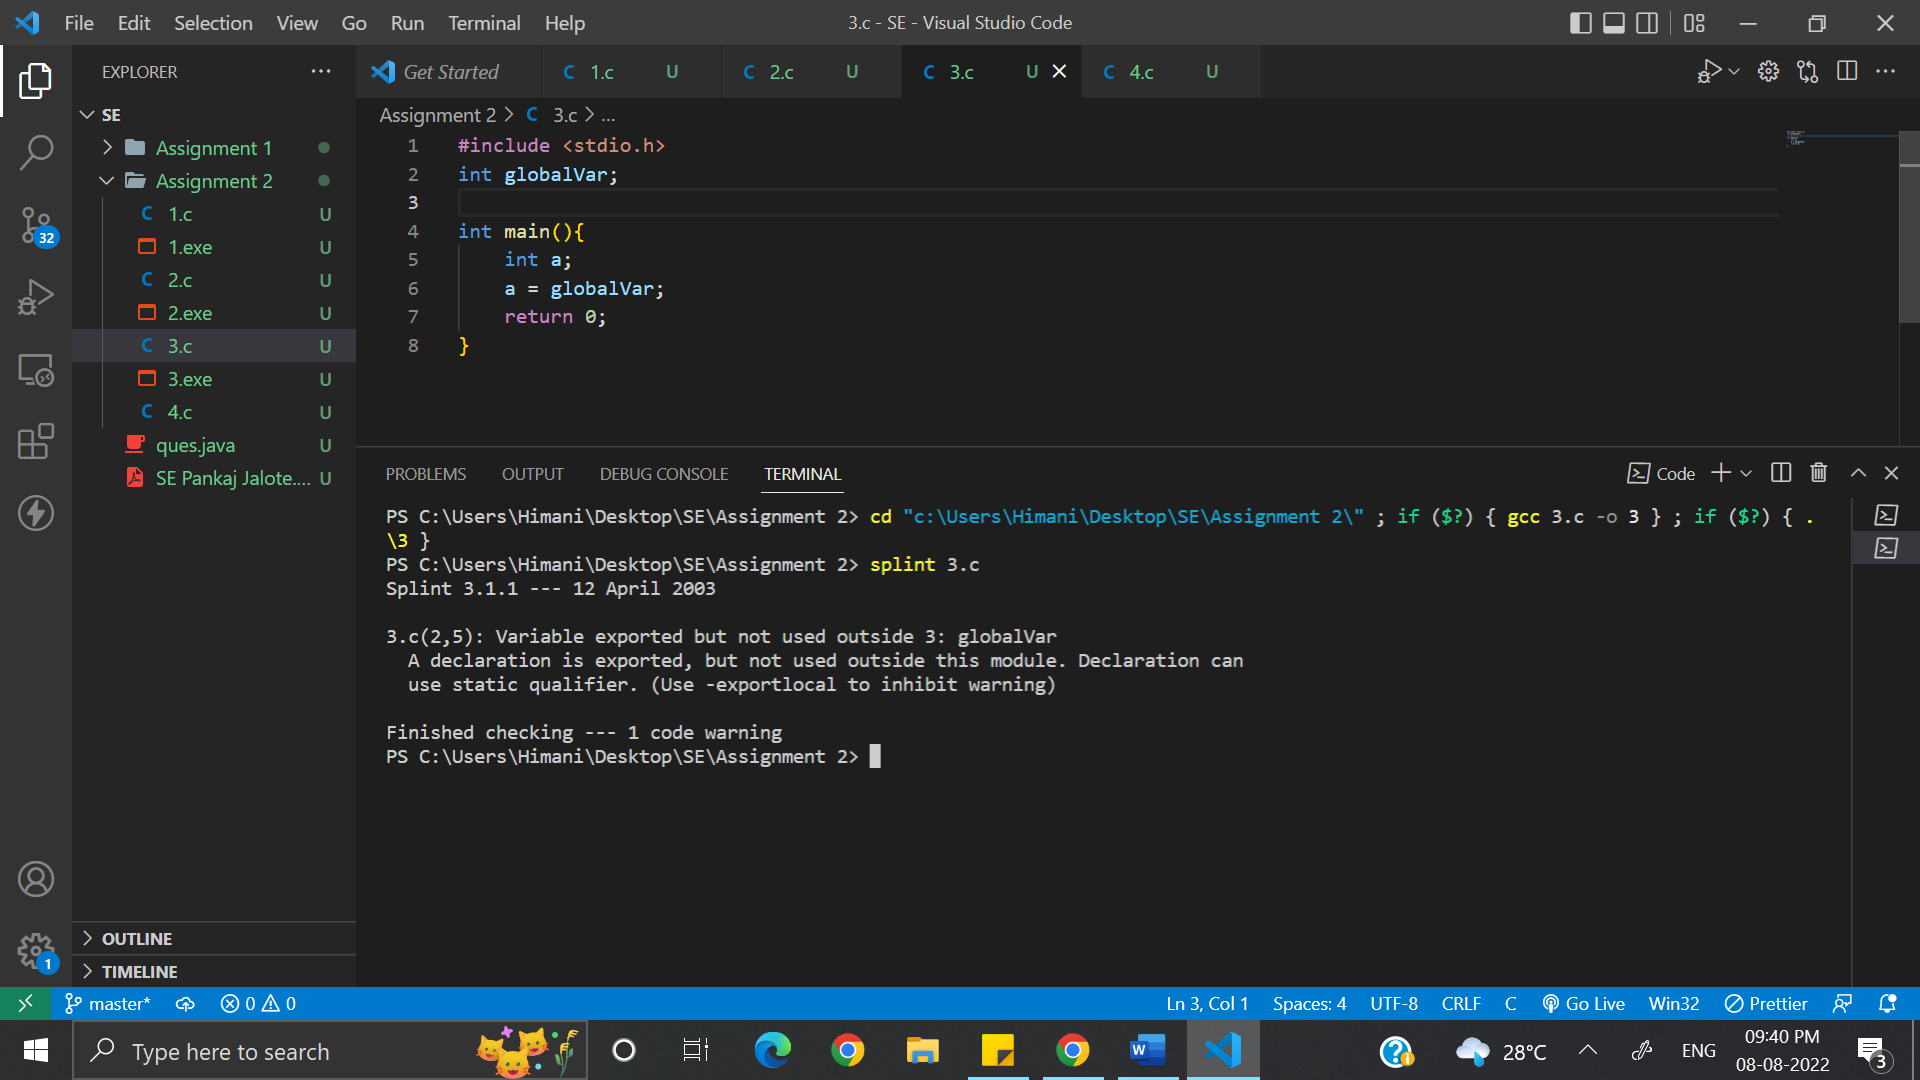 File Edit Selection View Go Run Terminal Help
3.c - SE - Visual Studio Code
EXPLORER
Get Started
C 1.c U
C 2.c U
C 3.c U
C 4.c U
SE
Assignment 1
Assignment 2
C 1.c U
1.exe U
C 2.c U
2.exe U
C 3.c U
3.exe U
C 4.c U
ques.java U
SE Pankaj Jalote.... U
32
OUTLINE
TIMELINE
1
Assignment 2 > C 3.c > ...
1 #include <stdio.h>
2 int globalVar;
3
4 int main(){
5 int a;
6 a = globalVar;
7 return 0;
8 }
PROBLEMS OUTPUT DEBUG CONSOLE TERMINAL
Code
PS C:\Users\Himani\Desktop\SE\Assignment 2> cd "c:\Users\Himani\Desktop\SE\Assignment 2\" ; if ($?) { gcc 3.c -o 3 } ; if ($?) { .
\3 }
PS C:\Users\Himani\Desktop\SE\Assignment 2> splint 3.c
Splint 3.1.1 --- 12 April 2003
3.c(2,5): Variable exported but not used outside 3: globalVar
A declaration is exported, but not used outside this module. Declaration can
use static qualifier. (Use -exportlocal to inhibit warning)
Finished checking --- 1 code warning
PS C:\Users\Himani\Desktop\SE\Assignment 2>
master* 0 0
Ln 3, Col 1 Spaces: 4 UTF-8 CRLF C Go Live Win32 Prettier
Type here to search
W
28°C
ENG
09:40 PM
08-08-2022
3